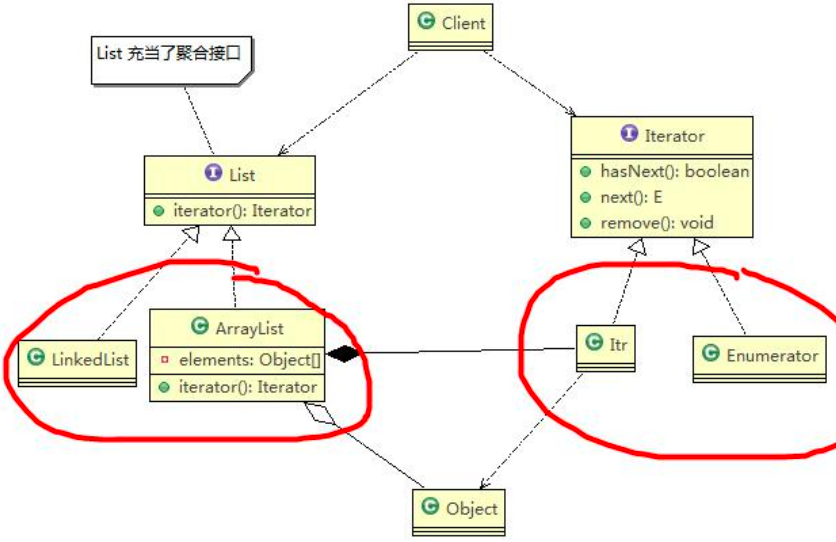 Client
List 充当了聚合接口
Iterator
hasNext(): boolean
next(): E
remove(): void
List
iterator(): Iterator
ArrayList
elements: Object[]
iterator(): Iterator
LinkedList
Itr
Enumerator
Object